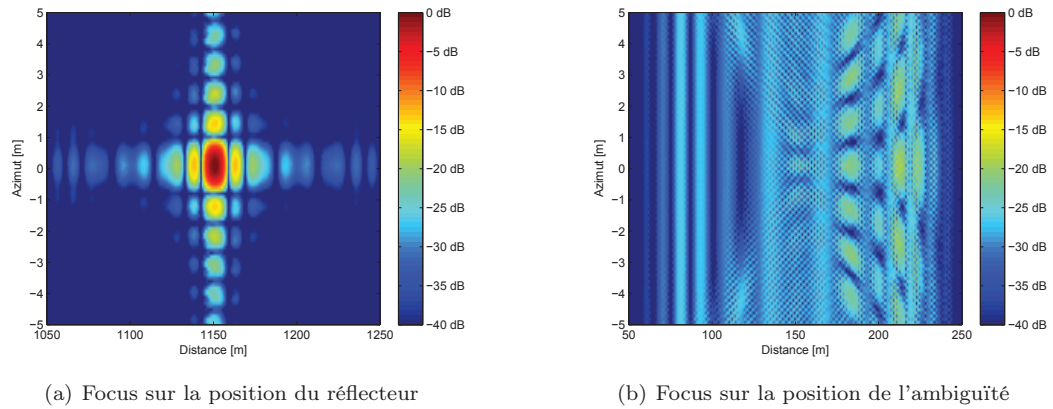 5
4
3
2
1
0
−1
−2
−3
−4
−5
Azimut [m]
1050
1100
1150
1200
1250
Distance [m]
0 dB
−5 dB
−10 dB
−15 dB
−20 dB
−25 dB
−30 dB
−35 dB
−40 dB
5
4
3
2
1
0
−1
−2
−3
−4
−5
Azimut [m]
50
100
150
200
250
Distance [m]
0 dB
−5 dB
−10 dB
−15 dB
−20 dB
−25 dB
−30 dB
−35 dB
−40 dB
(a) Focus sur la position du réflecteur
(b) Focus sur la position de l'ambiguïté